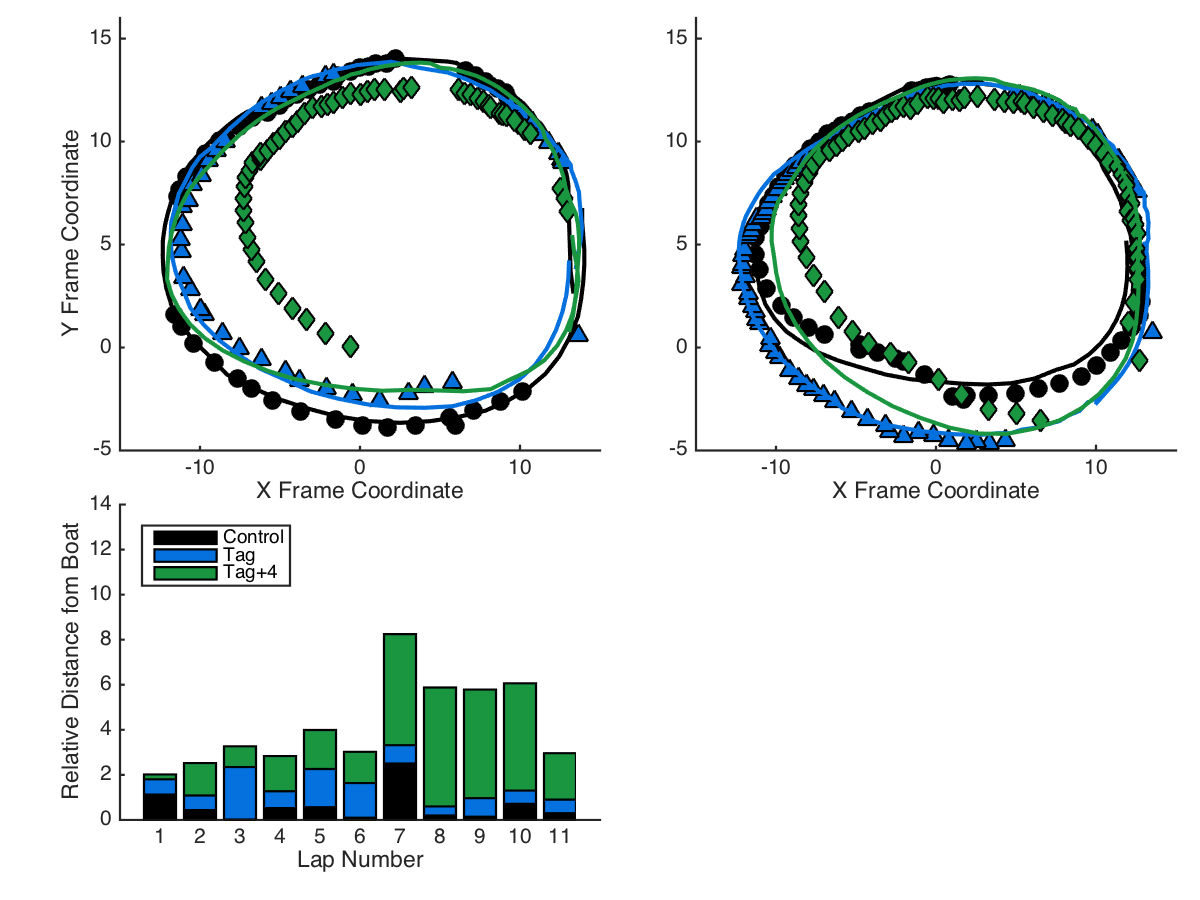 15
10
5
0
-5
-10
0
10
Y Frame Coordinate
X Frame Coordinate
15
10
5
0
-5
-10
0
10
X Frame Coordinate
14
12
10
8
6
4
2
0
Relative Distance fom Boat
Control
Tag
Tag+4
1 2 3 4 5 6 7 8 9 10 11
Lap Number